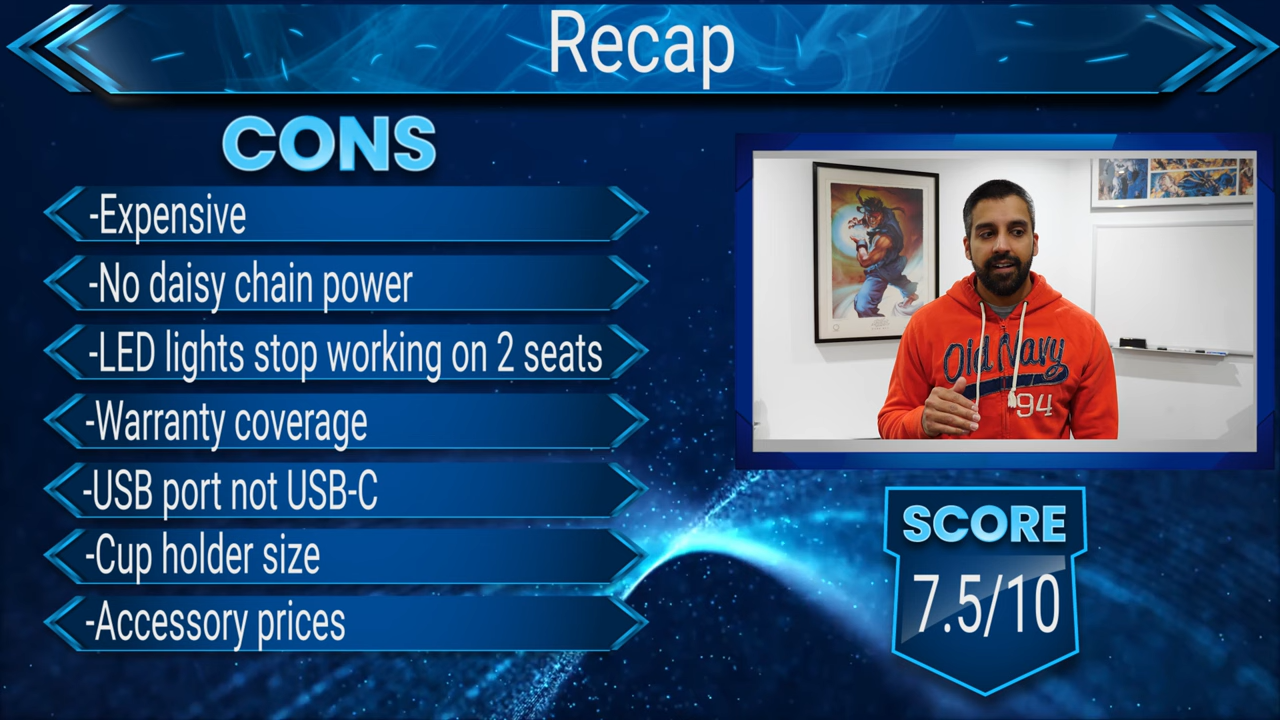 Recap
CONS
-Expensive
-No daisy chain power
-LED lights stop working on 2 seats
-Warranty coverage
-USB port not USB-C
-Cup holder size
-Accessory prices
Old Navy
94
SCORE
7.5/10